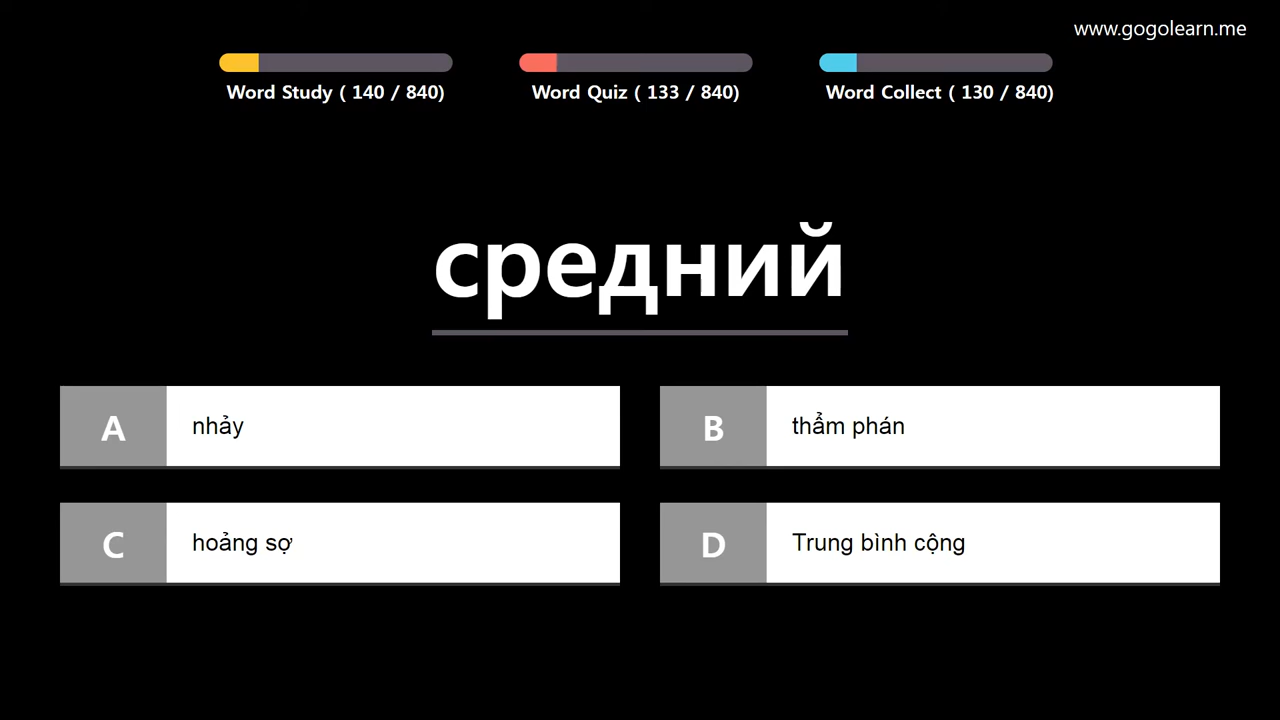 www.gogolearn.me
Word Study ( 140 / 840)
Word Quiz ( 133 / 840)
Word Collect ( 130 / 840)
средний
A nhảy
B thẩm phán
C hoảng sợ
D Trung bình cộng